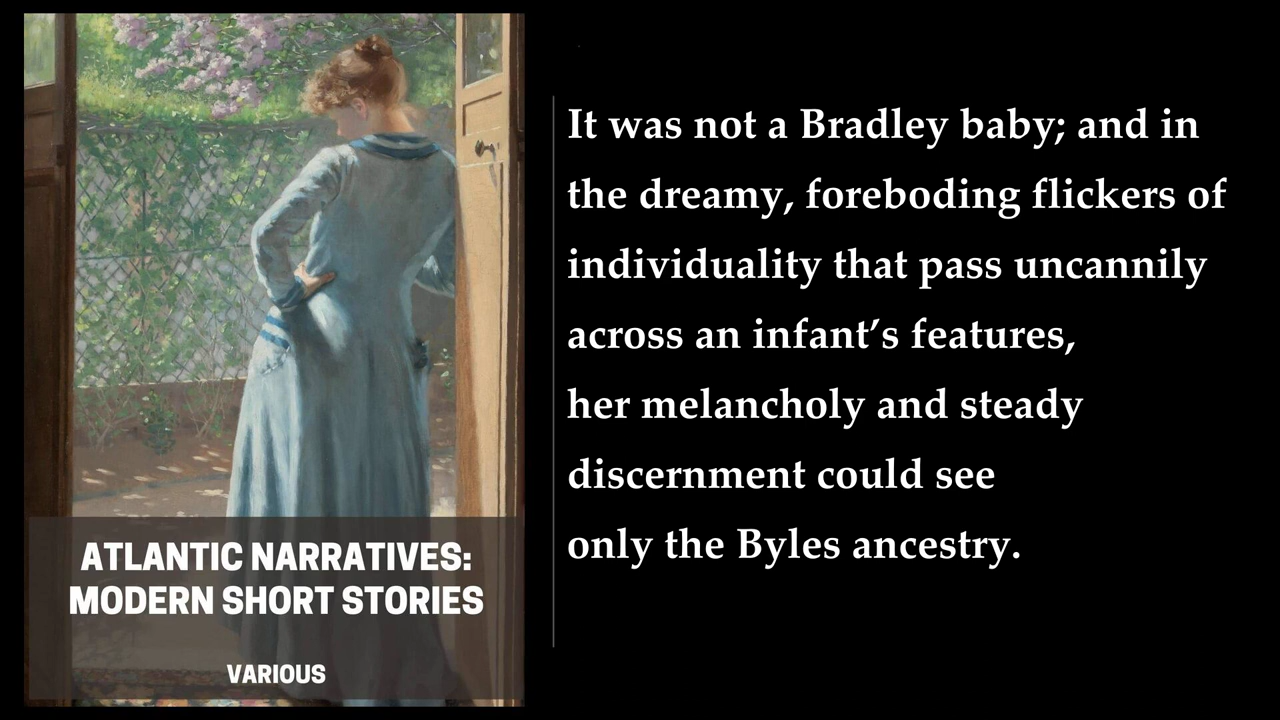 ATLANTIC NARRATIVES:
MODERN SHORT STORIES
VARIOUS
It was not a Bradley baby; and in
the dreamy, foreboding flickers of
individuality that pass uncannily
across an infant’s features,
her melancholy and steady
discernment could see
only the Byles ancestry.